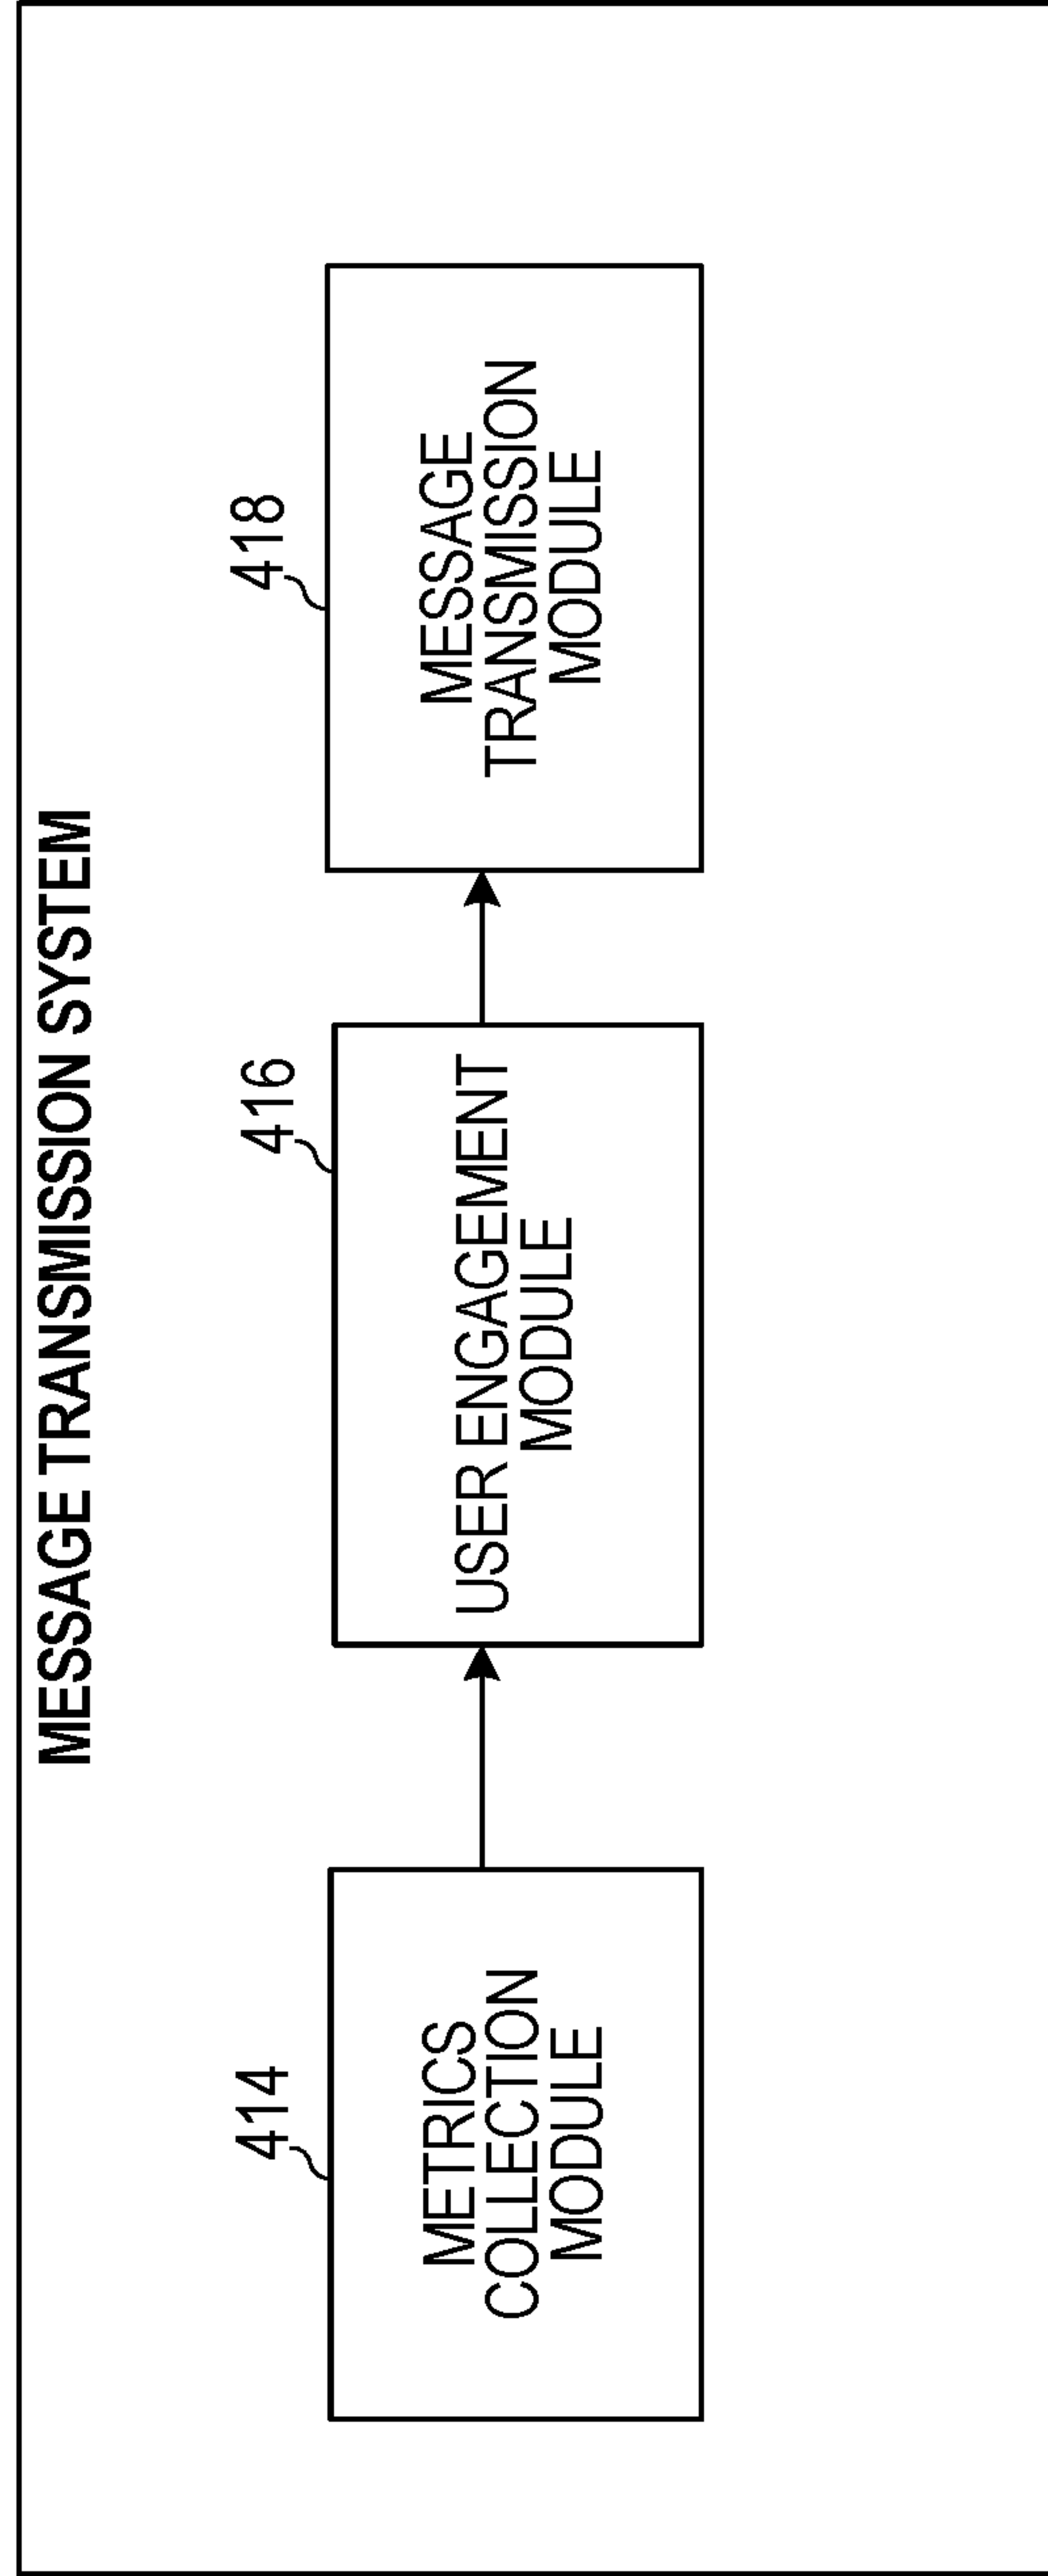 MESSAGE TRANSMISSION SYSTEM
414
METRICS
COLLECTION
MODULE
416
USER ENGAGEMENT
MODULE
418
MESSAGE
TRANSMISSION
MODULE